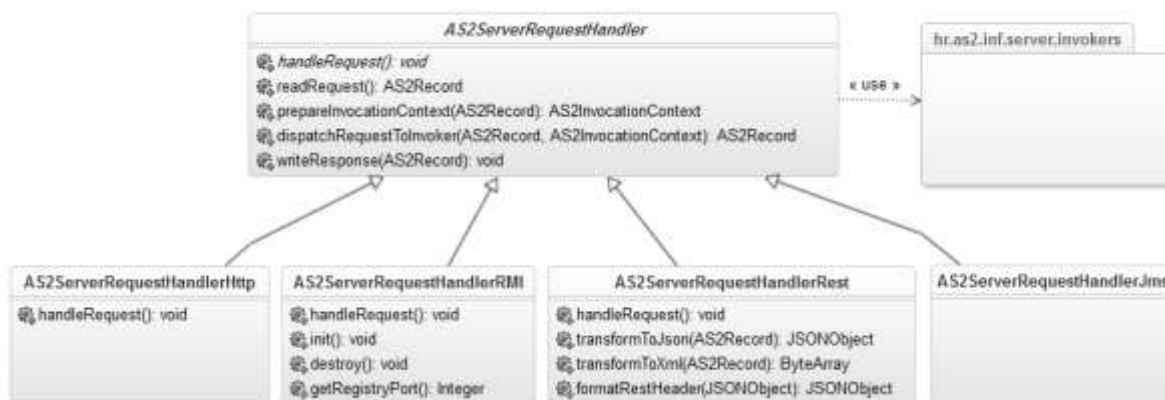 AS2ServerRequestHandler
handleRequest(): void
readRequest(): AS2Record
prepareInvocationContext(AS2Record): AS2InvocationContext
dispatchRequestToInvoker(AS2Record, AS2InvocationContext): AS2Record
writeResponse(AS2Record): void
hr.as2.inf.server.invokers
« use »
AS2ServerRequestHandlerHttp
handleRequest(): void
AS2ServerRequestHandlerRMI
handleRequest(): void
init(): void
destroy(): void
getRegistryPort(): Integer
AS2ServerRequestHandlerRest
handleRequest(): void
transformToJson(AS2Record): JSONObject
transformToXml(AS2Record): ByteArray
formatRestHeader(JSONObject): JSONObject
AS2ServerRequestHandlerJms